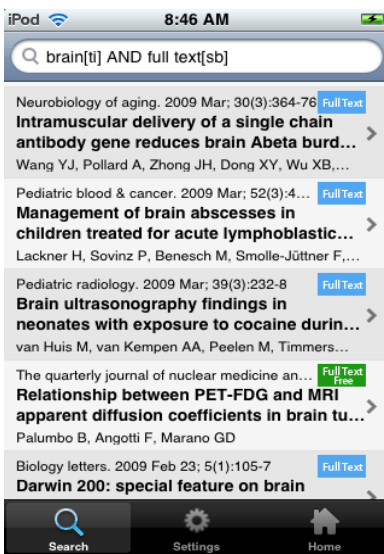 iPod 8:46 AM
brain[ti] AND full text[sb]
Neurobiology of aging. 2009 Mar; 30(3):364-76 Full Text
Intramuscular delivery of a single chain
antibody gene reduces brain Abeta burd...
Wang YJ, Pollard A, Zhong JH, Dong XY, Wu XB,...
Pediatric blood & cancer. 2009 Mar; 52(3):4... Full Text
Management of brain abscesses in
children treated for acute lymphoblastic...
Lackner H, Sovinz P, Benesch M, Smolle-Jüttner F,...
Pediatric radiology. 2009 Mar; 39(3):232-8 Full Text
Brain ultrasonography findings in
neonates with exposure to cocaine durin...
van Huis M, van Kempen AA, Peelen M, Timmers...
The quarterly journal of nuclear medicine an... Full Text
Free
Relationship between PET-FDG and MRI
apparent diffusion coefficients in brain tu...
Palumbo B, Angotti F, Marano GD
Biology letters. 2009 Feb 23; 5(1):105-7 Full Text
Darwin 200: special feature on brain
Search Settings Home